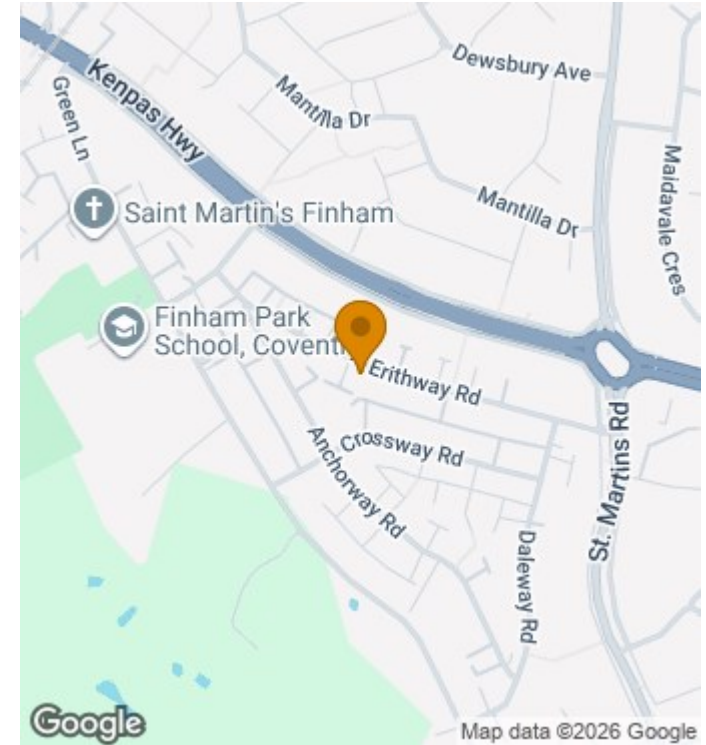 Dewsbury Ave
Kenpas Hwy
Mantilla Dr
Green Ln
Maidavale Cres
Mantilla Dr
Saint Martin's Finham
Finham Park
School, Coventr
Erithway Rd
Crossway Rd
Anchorway Rd
St. Martins Rd
Daleway Rd
Google
Map data ©2026 Google